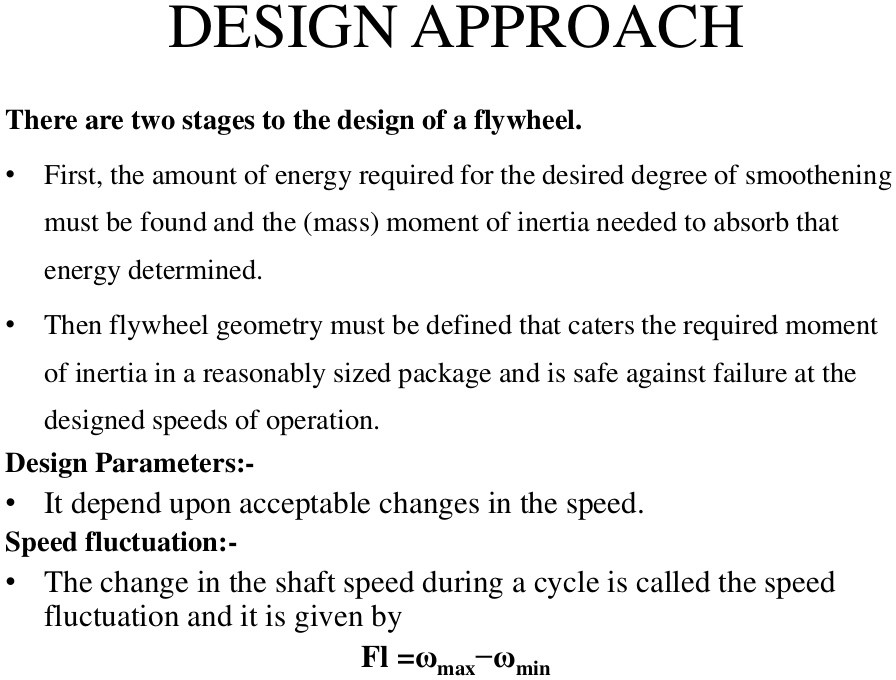 DESIGN APPROACH
There are two stages to the design of a flywheel.
• First, the amount of energy required for the desired degree of smoothening
must be found and the (mass) moment of inertia needed to absorb that
energy determined.
• Then flywheel geometry must be defined that caters the required moment
of inertia in a reasonably sized package and is safe against failure at the
designed speeds of operation.
Design Parameters:-
• It depend upon acceptable changes in the speed.
Speed fluctuation:-
• The change in the shaft speed during a cycle is called the speed
fluctuation and it is given by
Fl =ωmax−ωmin